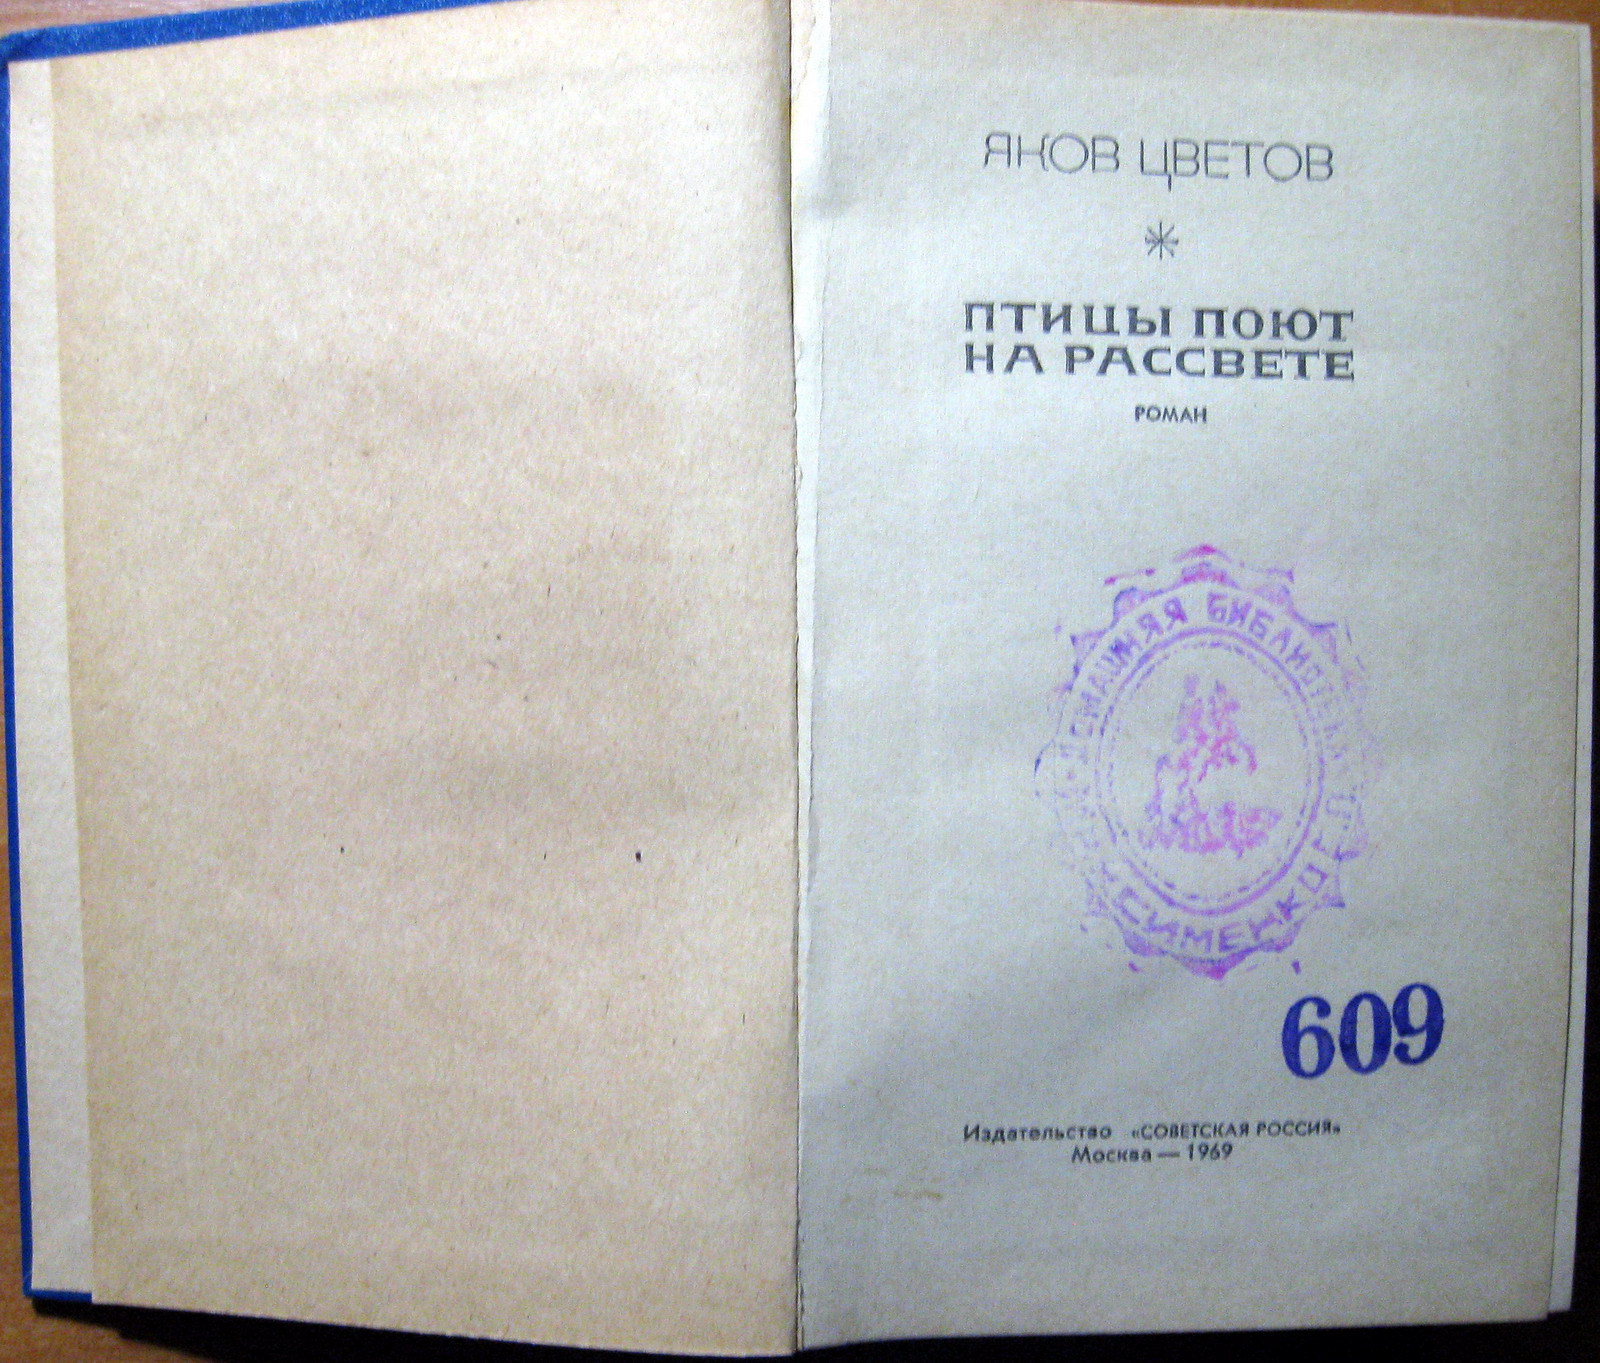 ЯКОВ ЦВЕТОВ
ПТИЦЫ ПОЮТ
НА РАССВЕТЕ
РОМАН
ДОМАШНЯЯ БИБЛИОТЕКА
609
Издательство «СОВЕТСКАЯ РОССИЯ»
Москва — 1969